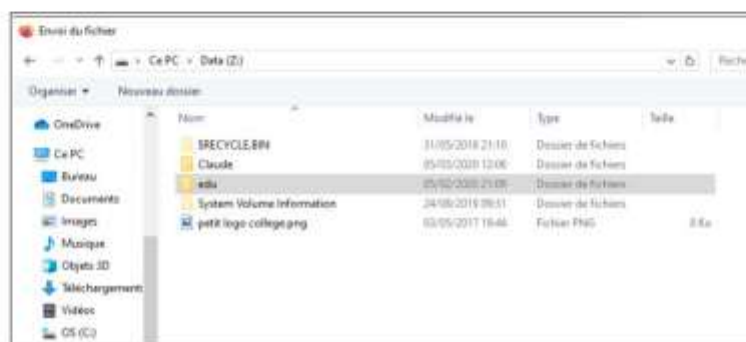 Envoi du fichier
Ce PC › Data (Z:)
Organiser Nouveau dossier
Nom Modifié le Type Taille
OneDrive
Ce PC
Bureau
Documents
Images
Musique
Objets 3D
Téléchargements
Vidéos
OS (C:)
$RECYCLE.BIN Dossier de fichiers
Claude Dossier de fichiers
edu Dossier de fichiers
System Volume Information Dossier de fichiers
petit logo college.png Fichier PNG